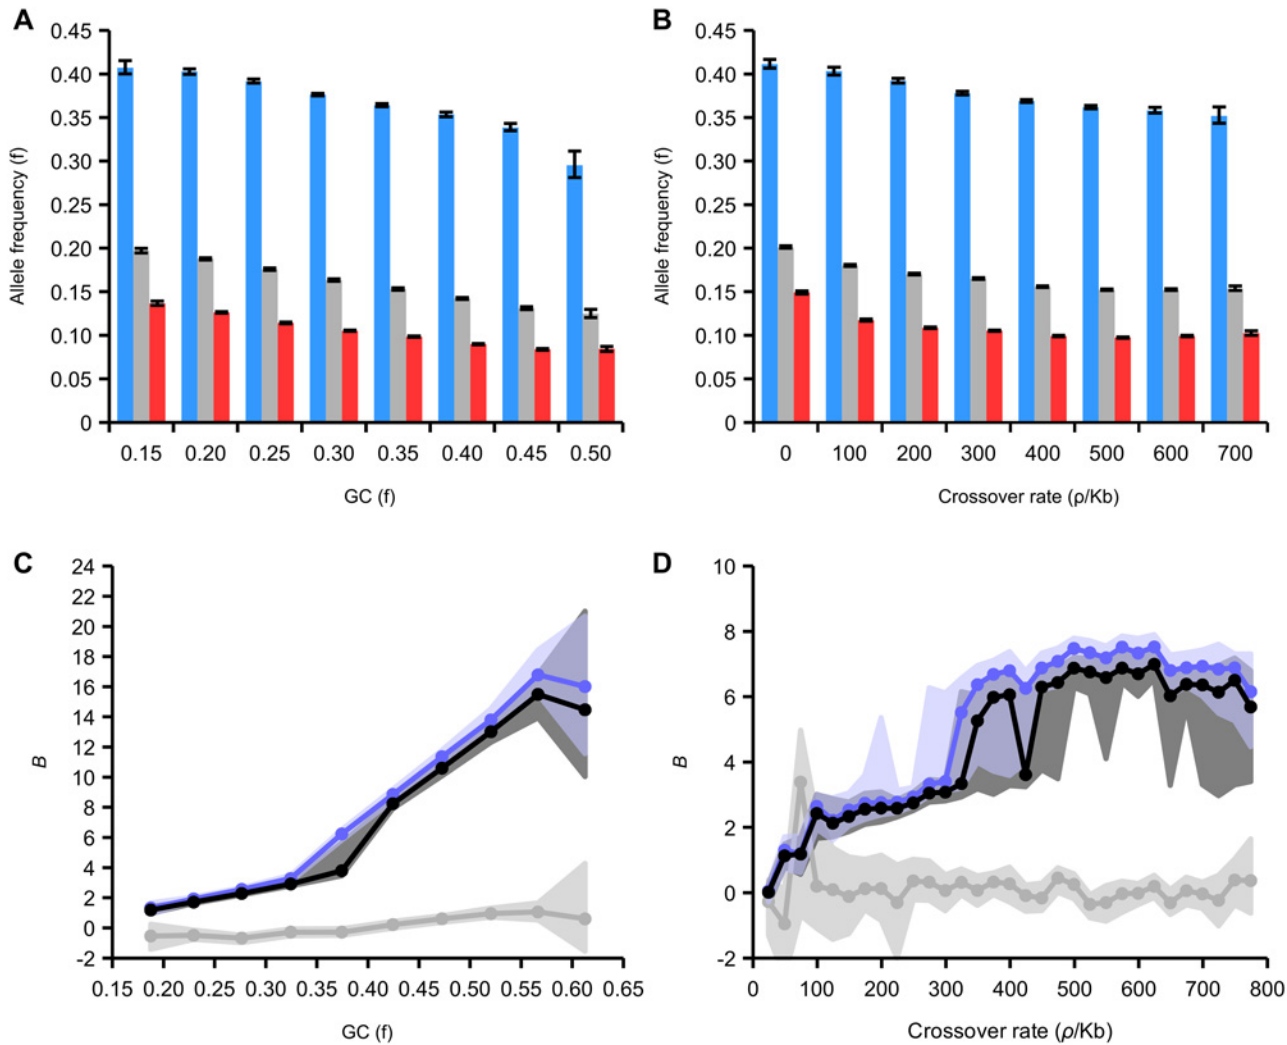 A
0.45
0.40
0.35
0.30
0.25
0.20
0.15
0.10
0.05
0
Allele frequency (f)
0.15 0.20 0.25 0.30 0.35 0.40 0.45 0.50
GC (f)
B
0.45
0.40
0.35
0.30
0.25
0.20
0.15
0.10
0.05
0
Allele frequency (f)
0 100 200 300 400 500 600 700
Crossover rate (ρ/Kb)
C
24
22
20
18
16
14
12
10
8
6
4
2
0
-2
B
0.15 0.20 0.25 0.30 0.35 0.40 0.45 0.50 0.55 0.60 0.65
GC (f)
D
10
8
6
4
2
0
-2
B
0 100 200 300 400 500 600 700 800
Crossover rate (ρ/Kb)